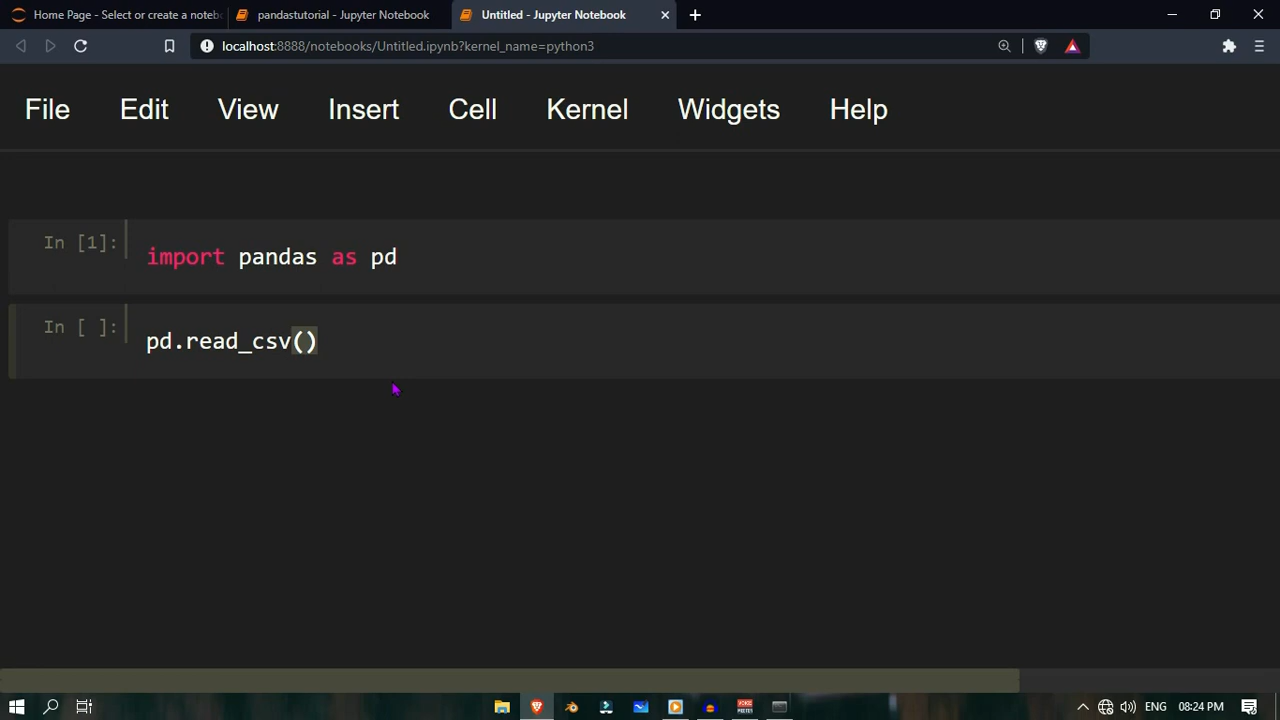 Home Page - Select or create a noteb
pandastutorial - Jupyter Notebook
Untitled - Jupyter Notebook
localhost:8888/notebooks/Untitled.ipynb?kernel_name=python3
File Edit View Insert Cell Kernel Widgets Help
In [1]: import pandas as pd
In [ ]: pd.read_csv()
ENG 08:24 PM